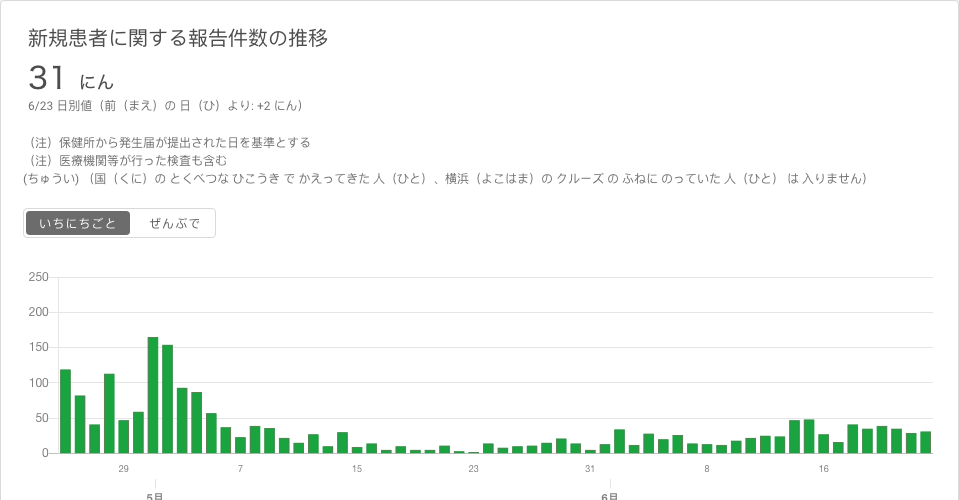 新規患者に関する報告件数の推移
31 にん
6/23 日別値（前（まえ）の 日（ひ）より: +2 にん）
（注）保健所から発生届が提出された日を基準とする
（注）医療機関等が行った検査も含む
(ちゅうい) （国（くに）の とくべつな ひこうき で かえってきた 人（ひと）、横浜（よこはま）の クルーズ の ふねに のっていた 人（ひと） は 入りません）
いちにちごと ぜんぶで
250
200
150
100
50
0
29 7 15 23 31 8 16
5月 6月